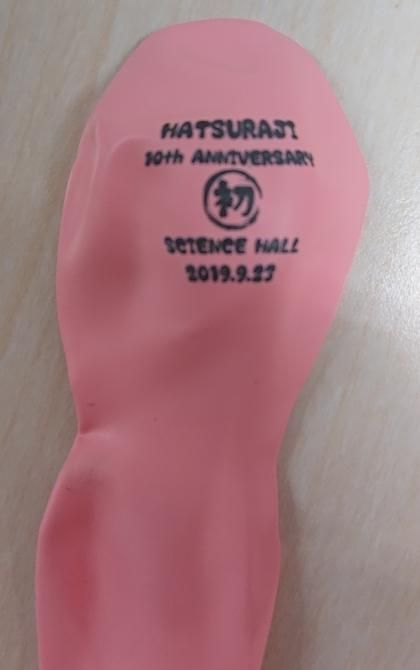 HATSURAJI
10th ANNIVERSARY
初
SCIENCE HALL
2019.9.23